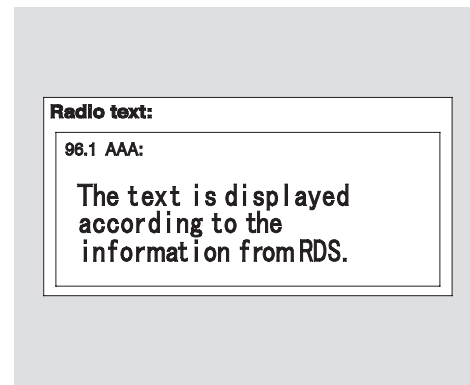 Radio text:
96.1 AAA:
The text is displayed
according to the
information from RDS.